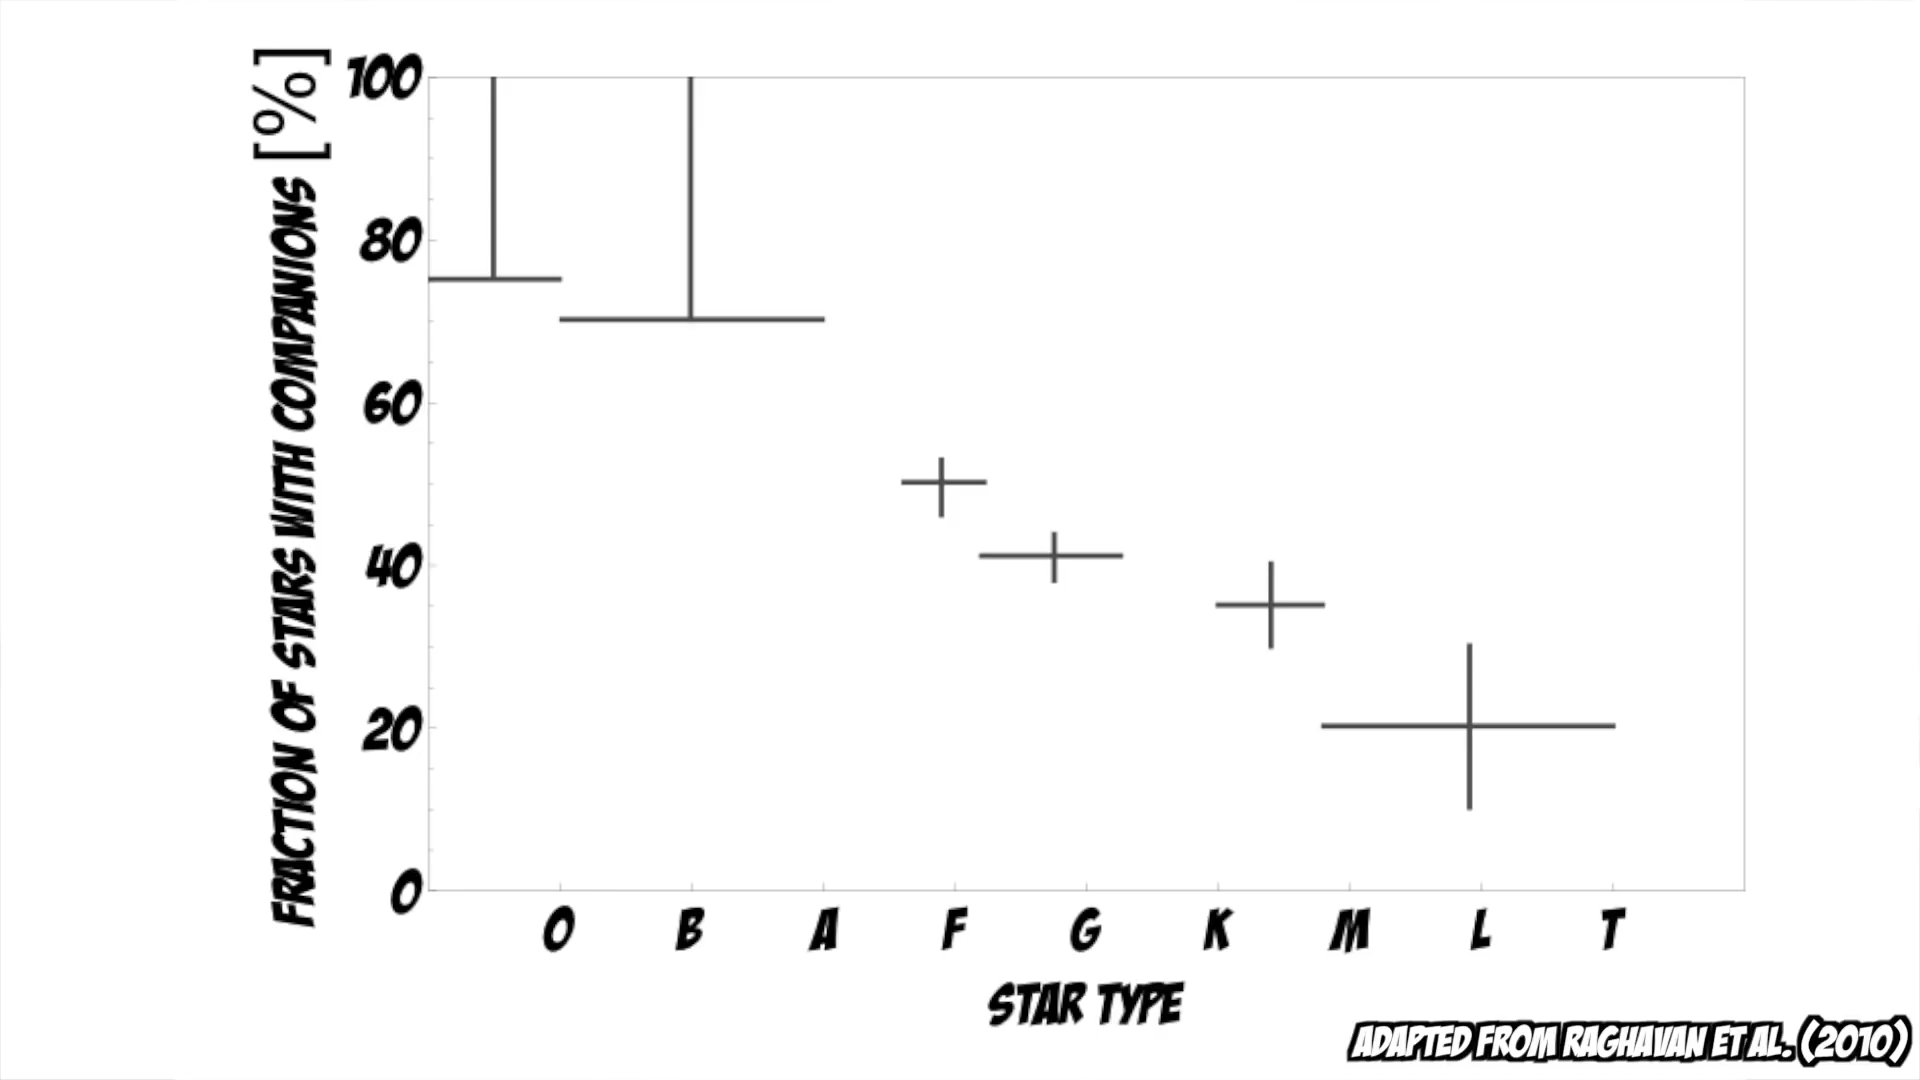 FRACTION OF STARS WITH COMPANIONS [%]
100
80
60
40
20
0
O B A F G K M L T
STAR TYPE
ADAPTED FROM RAGHAVAN ET AL. (2010)